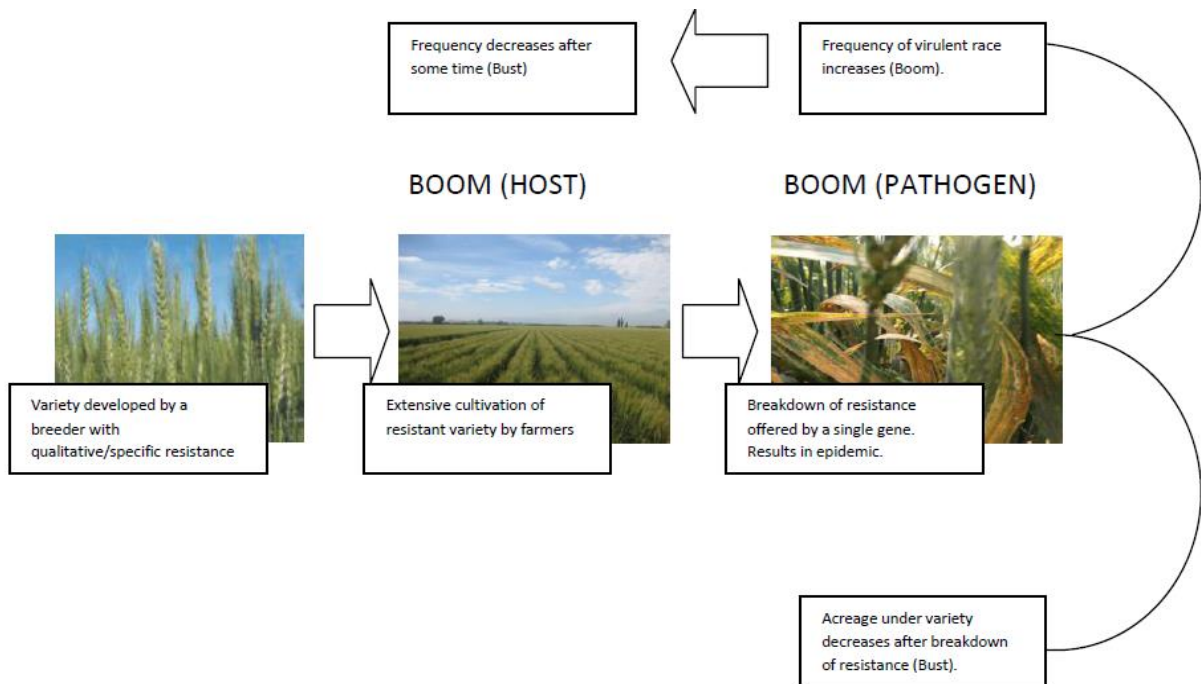 Frequency decreases after
some time (Bust)
Frequency of virulent race
increases (Boom).
BOOM (HOST)
BOOM (PATHOGEN)
Variety developed by a
breeder with
qualitative/specific resistance
Extensive cultivation of
resistant variety by farmers
Breakdown of resistance
offered by a single gene.
Results in epidemic.
Acreage under variety
decreases after breakdown
of resistance (Bust).